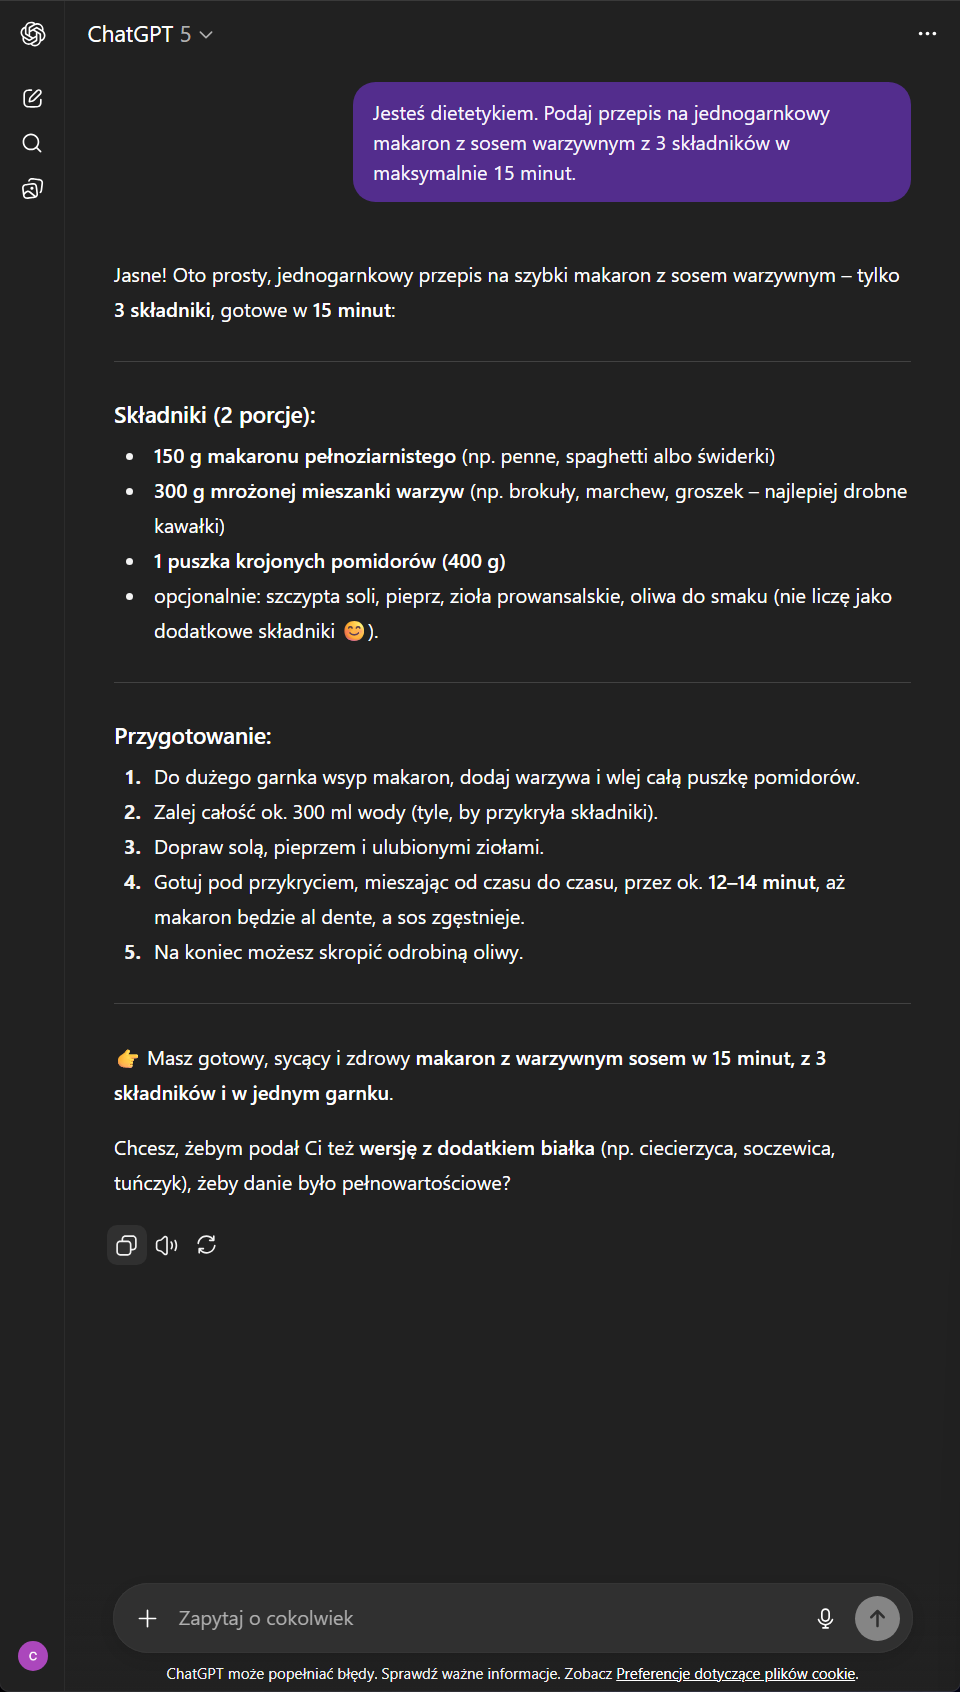 ChatGPT 5
Jesteś dietetykiem. Podaj przepis na jednogarnkowy
makaron z sosem warzywnym z 3 składników w
maksymalnie 15 minut.
Jasne! Oto prosty, jednogarnkowy przepis na szybki makaron z sosem warzywnym – tylko
3 składniki, gotowe w 15 minut:
Składniki (2 porcje):
• 150 g makaronu pełnoziarnistego (np. penne, spaghetti albo świderki)
• 300 g mrożonej mieszanki warzyw (np. brokuły, marchew, groszek – najlepiej drobne
kawałki)
• 1 puszka krojonych pomidorów (400 g)
• opcjonalnie: szczypta soli, pieprz, zioła prowansalskie, oliwa do smaku (nie liczę jako
dodatkowe składniki 😊).
Przygotowanie:
1. Do dużego garnka wsyp makaron, dodaj warzywa i wlej całą puszkę pomidorów.
2. Zalej całość ok. 300 ml wody (tyle, by przykryła składniki).
3. Dopraw solą, pieprzem i ulubionymi ziołami.
4. Gotuj pod przykryciem, mieszając od czasu do czasu, przez ok. 12–14 minut, aż
makaron będzie al dente, a sos zgęstnieje.
5. Na koniec możesz skropić odrobiną oliwy.
👉 Masz gotowy, sycący i zdrowy makaron z warzywnym sosem w 15 minut, z 3
składników i w jednym garnku.
Chcesz, żebym podał Ci też wersję z dodatkiem białka (np. ciecierzyca, soczewica,
tuńczyk), żeby danie było pełnowartościowe?
Zapytaj o cokolwiek
C
ChatGPT może popełniać błędy. Sprawdź ważne informacje. Zobacz Preferencje dotyczące plików cookie.